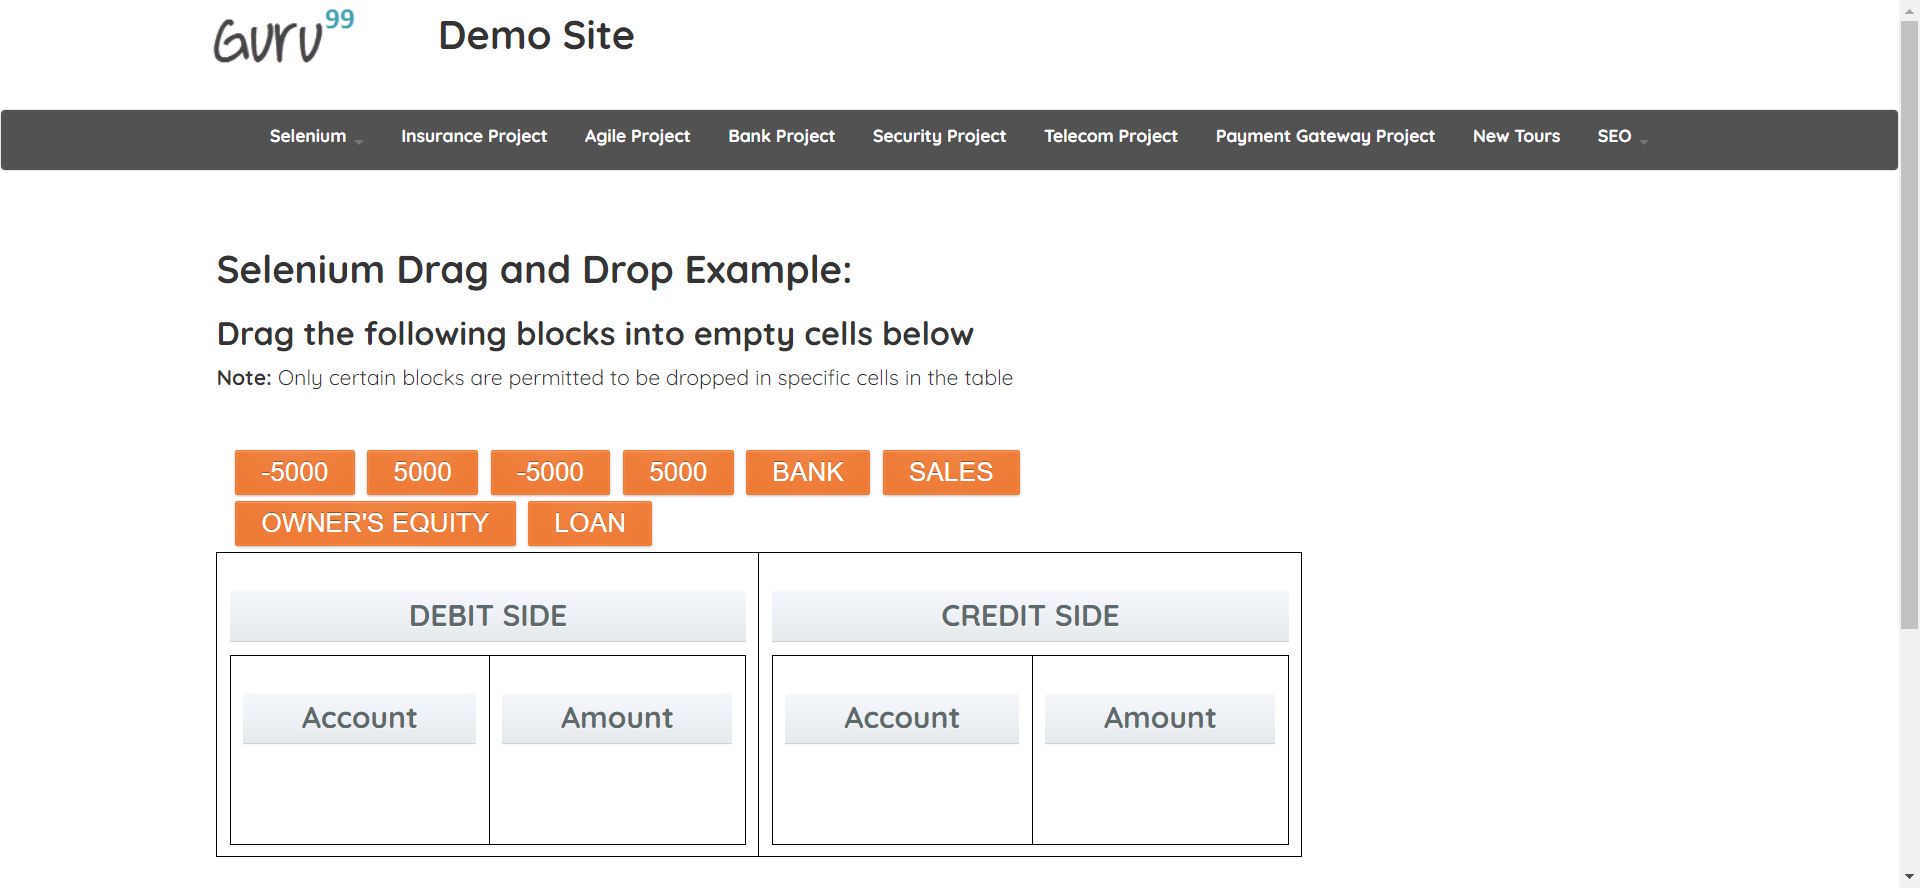 Guru99
Demo Site
Selenium Insurance Project Agile Project Bank Project Security Project Telecom Project Payment Gateway Project New Tours SEO
Selenium Drag and Drop Example:
Drag the following blocks into empty cells below
Note: Only certain blocks are permitted to be dropped in specific cells in the table
-5000 5000 -5000 5000 BANK SALES
OWNER'S EQUITY LOAN
DEBIT SIDE CREDIT SIDE
Account Amount Account Amount